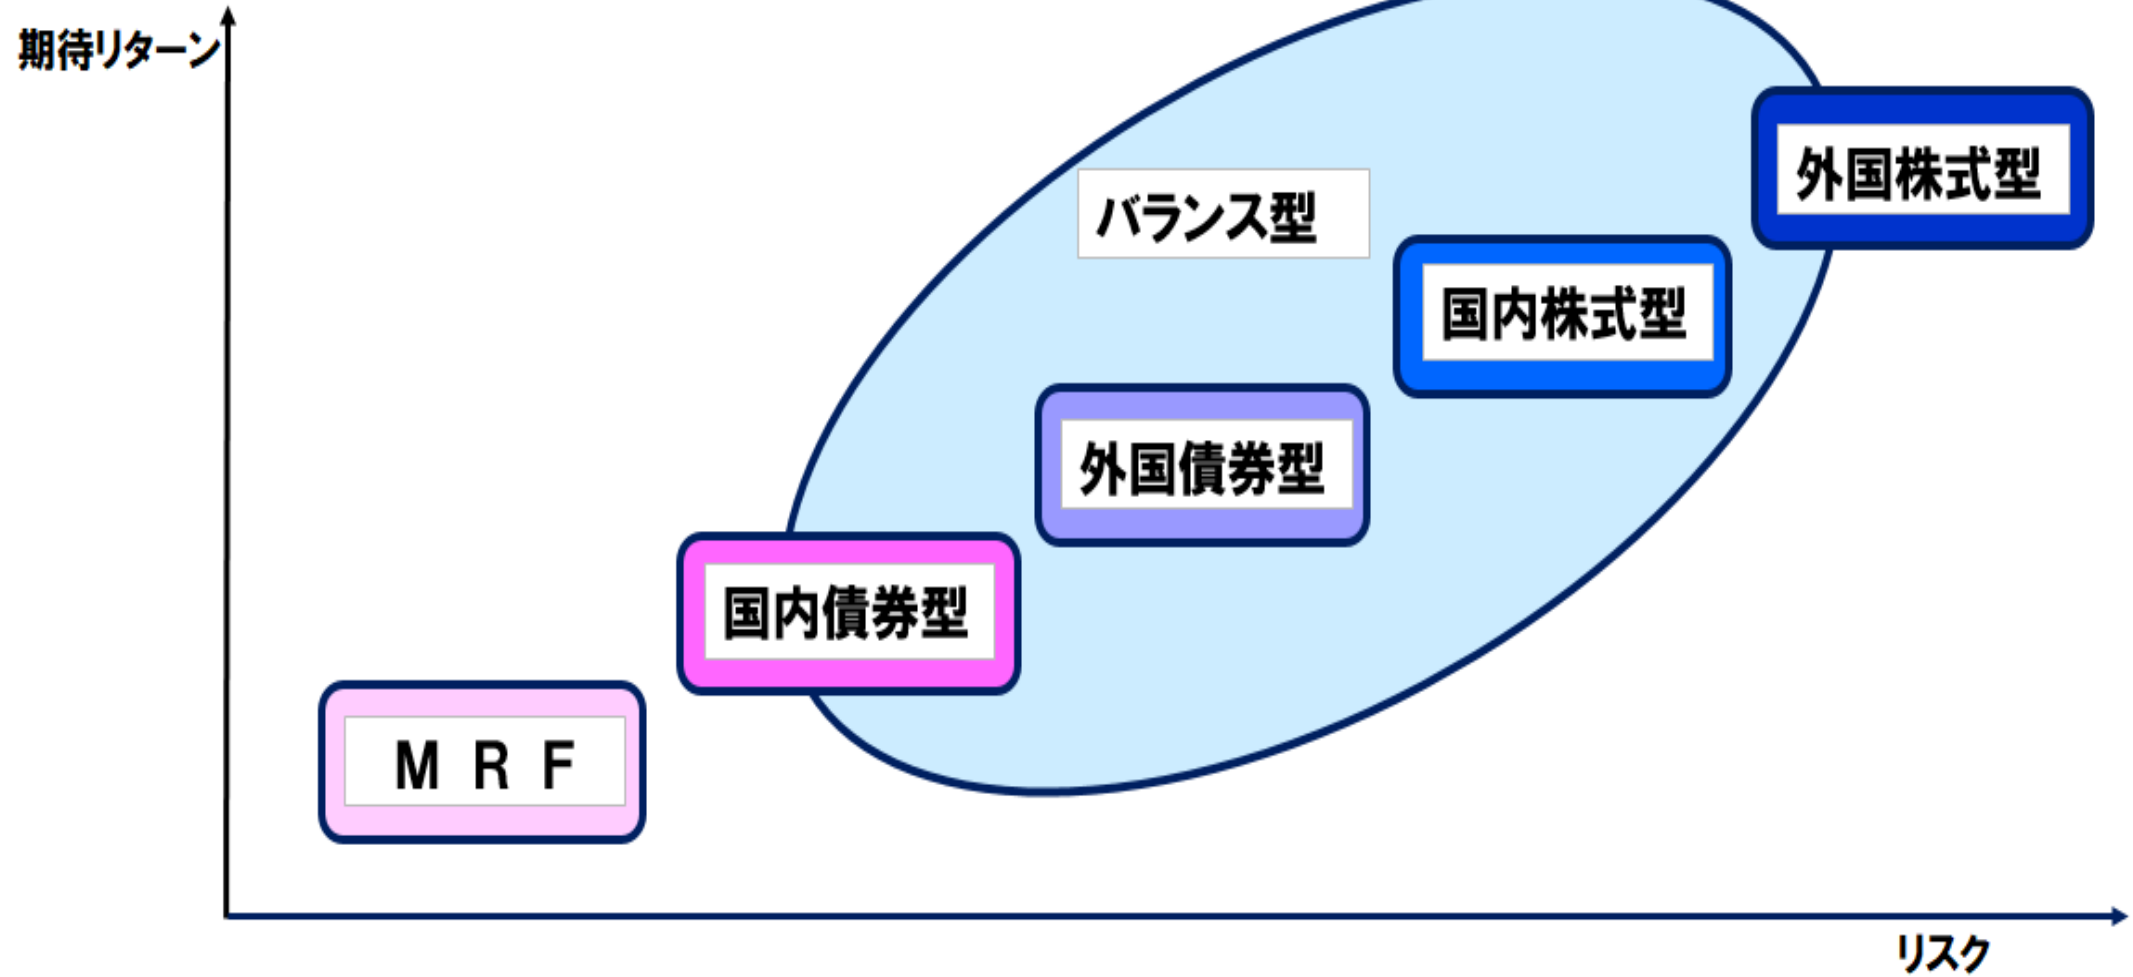 期待リターン
外国株式型
バランス型
国内株式型
外国債券型
国内債券型
ＭＲＦ
リスク